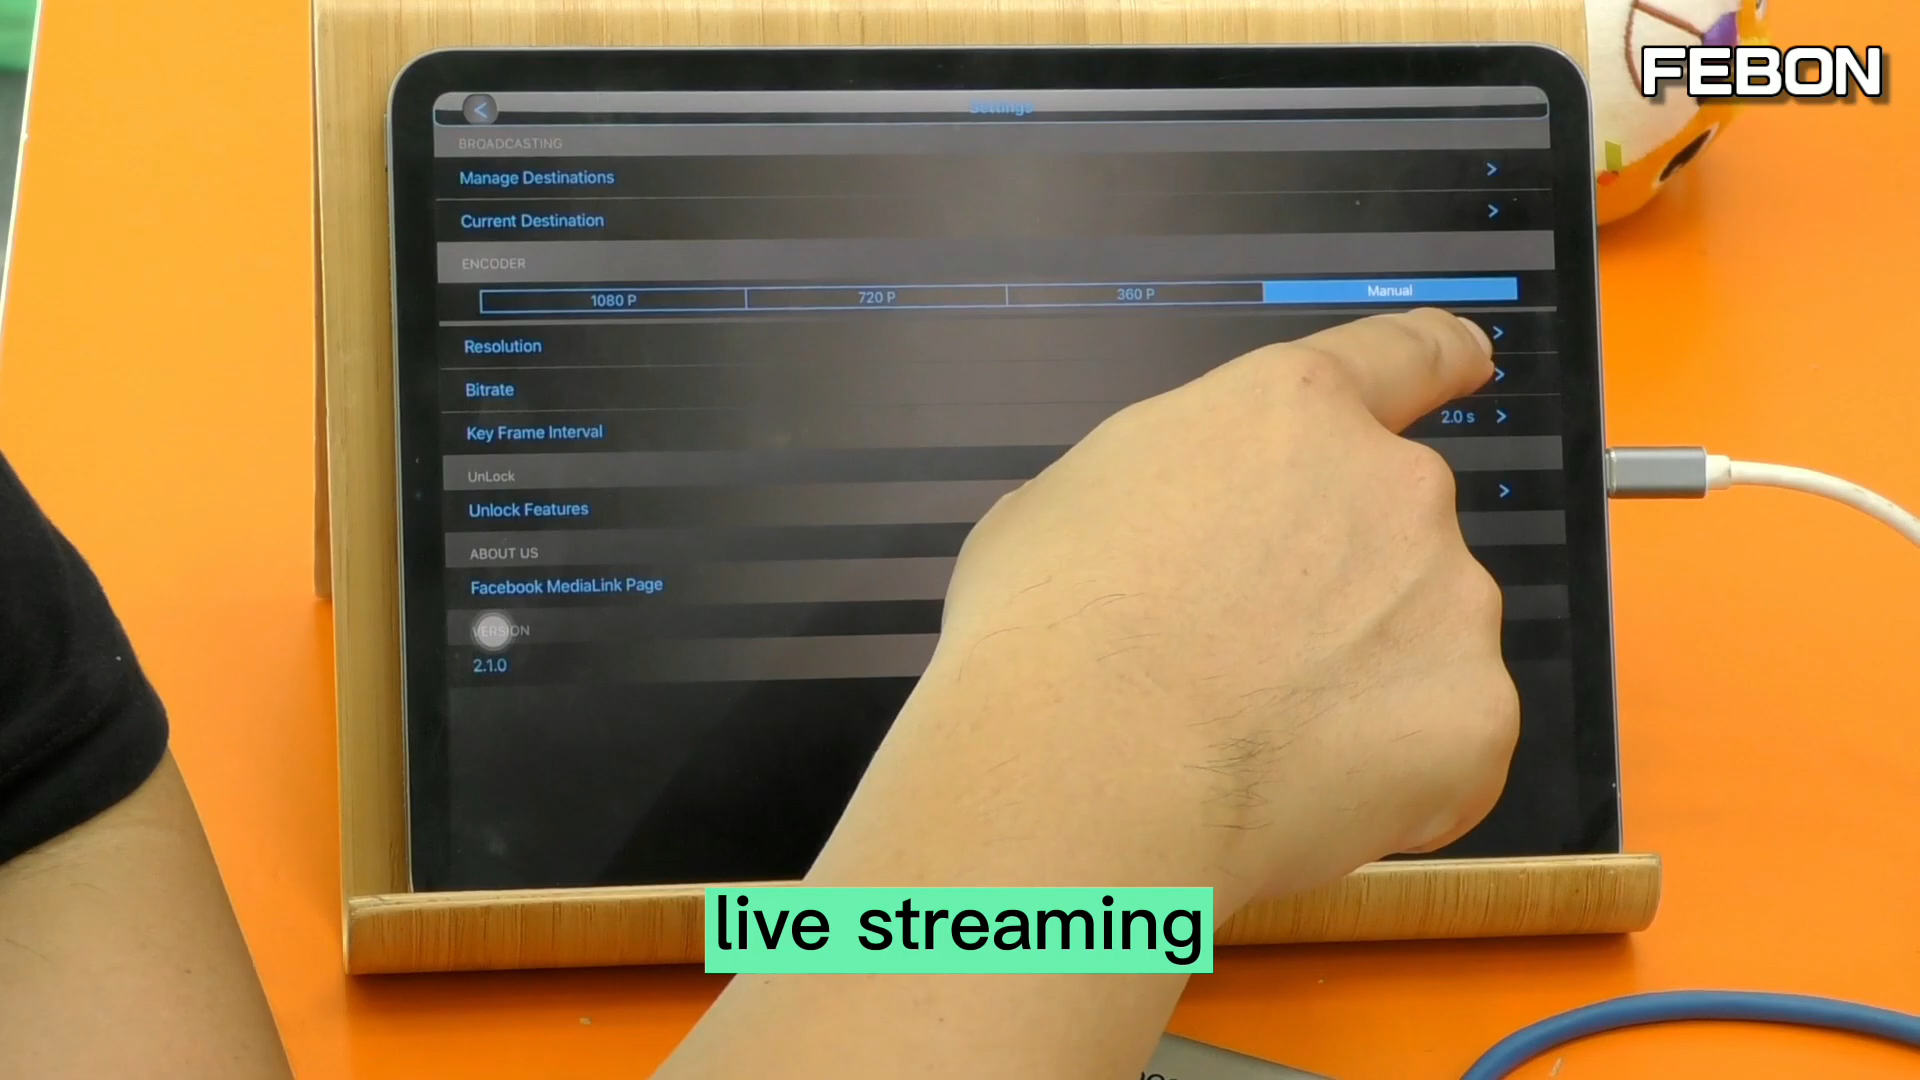 FEBON
Settings
BROADCASTING
Manage Destinations
Current Destination
ENCODER
1080 P
720 P
360 P
Manual
Resolution
Bitrate
Key Frame Interval
2.0 s
UnLock
Unlock Features
ABOUT US
Facebook MediaLink Page
VERSION
2.1.0
live streaming